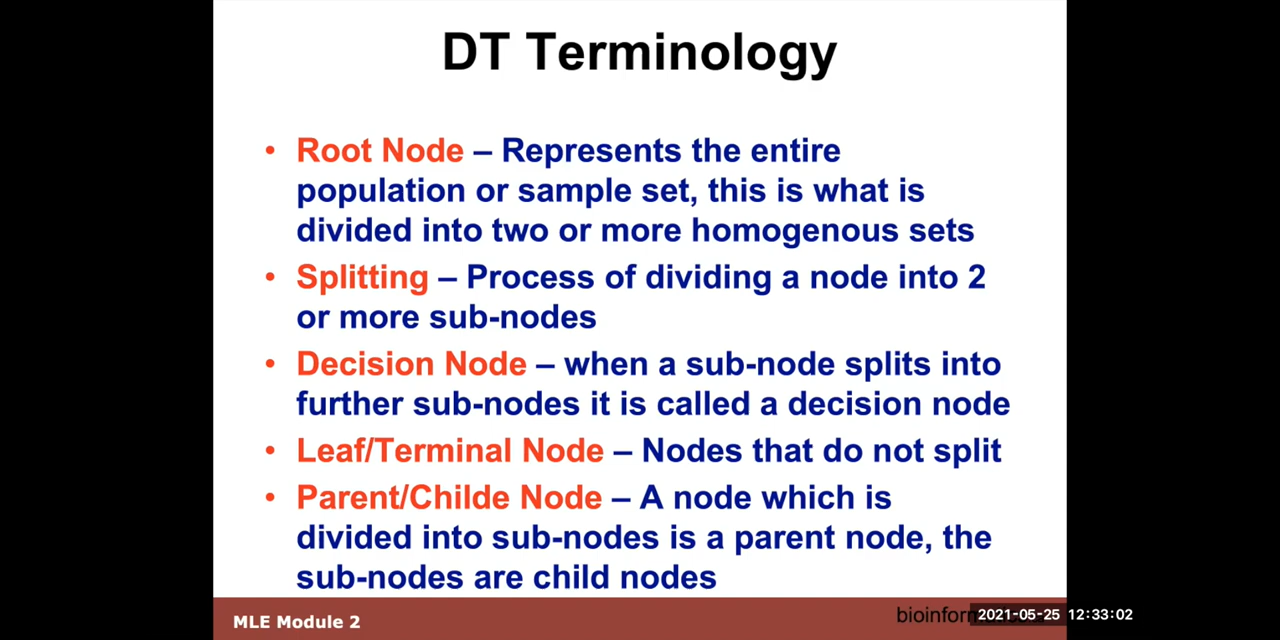 DT Terminology
• Root Node – Represents the entire
population or sample set, this is what is
divided into two or more homogenous sets
• Splitting – Process of dividing a node into 2
or more sub-nodes
• Decision Node – when a sub-node splits into
further sub-nodes it is called a decision node
• Leaf/Terminal Node – Nodes that do not split
• Parent/Childe Node – A node which is
divided into sub-nodes is a parent node, the
sub-nodes are child nodes
MLE Module 2
2021-05-25 12:33:02